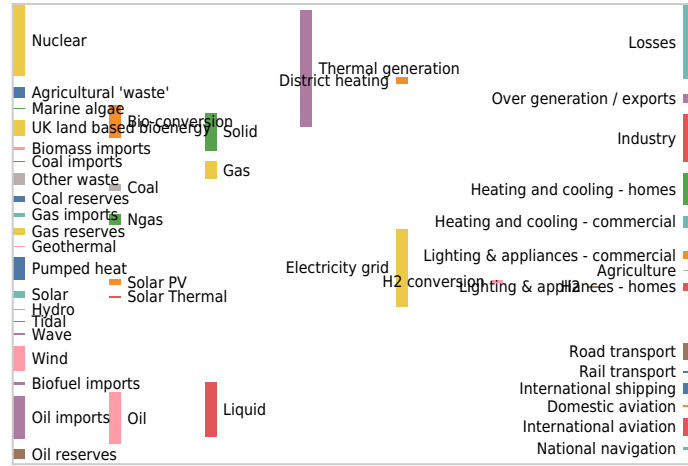 Nuclear
Agricultural 'waste'
Marine algae
UK land based bioenergy
Biomass imports
Coal imports
Other waste
Coal reserves
Gas imports
Gas reserves
Geothermal
Pumped heat
Solar
Hydro
Tidal
Wave
Wind
Biofuel imports
Oil imports
Oil reserves
Bio-conversion
Coal
Ngas
Solar PV
Solar Thermal
Oil
Solid
Gas
Liquid
Thermal generation
District heating
Electricity grid
H2 conversion
H2
Losses
Over generation / exports
Industry
Heating and cooling - homes
Heating and cooling - commercial
Lighting & appliances - commercial
Agriculture
Lighting & appliances - homes
Road transport
Rail transport
International shipping
Domestic aviation
International aviation
National navigation